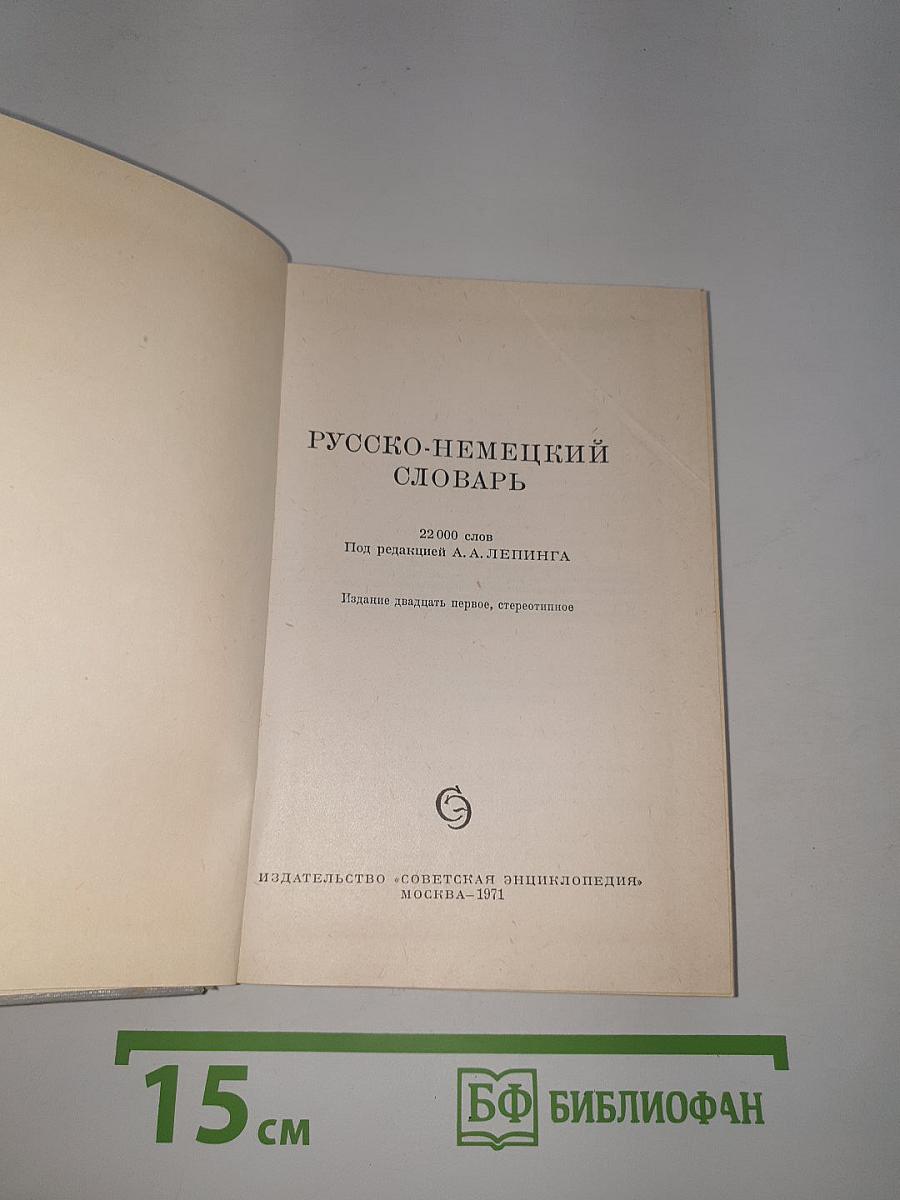 РУССКО-НЕМЕЦКИЙ
СЛОВАРЬ
22 000 слов
Под редакцией А. А. ЛЕПИНГА
Издание двадцать первое, стереотипное
СЭ
ИЗДАТЕЛЬСТВО «СОВЕТСКАЯ ЭНЦИКЛОПЕДИЯ»
МОСКВА—1971
15 см
БФ БИБЛИОФАН